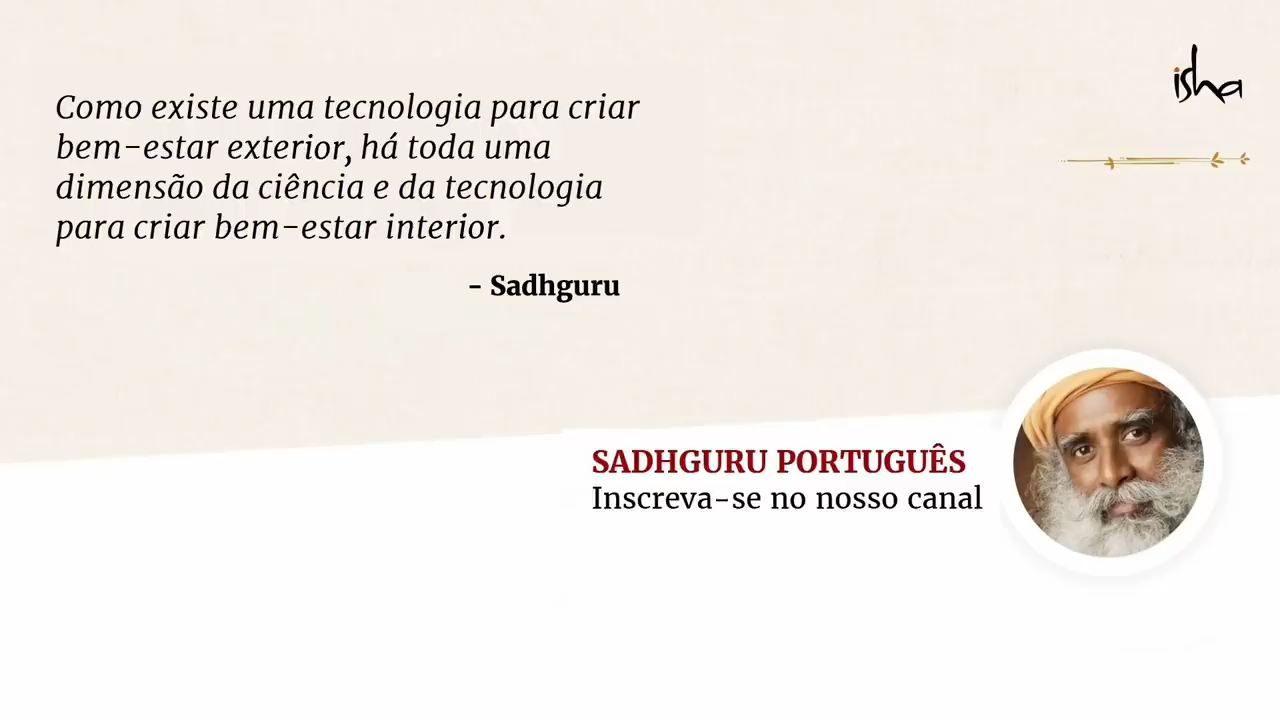 Como existe uma tecnologia para criar
bem-estar exterior, há toda uma
dimensão da ciência e da tecnologia
para criar bem-estar interior.
- Sadhguru
isha
SADHGURU PORTUGUÊS
Inscreva-se no nosso canal